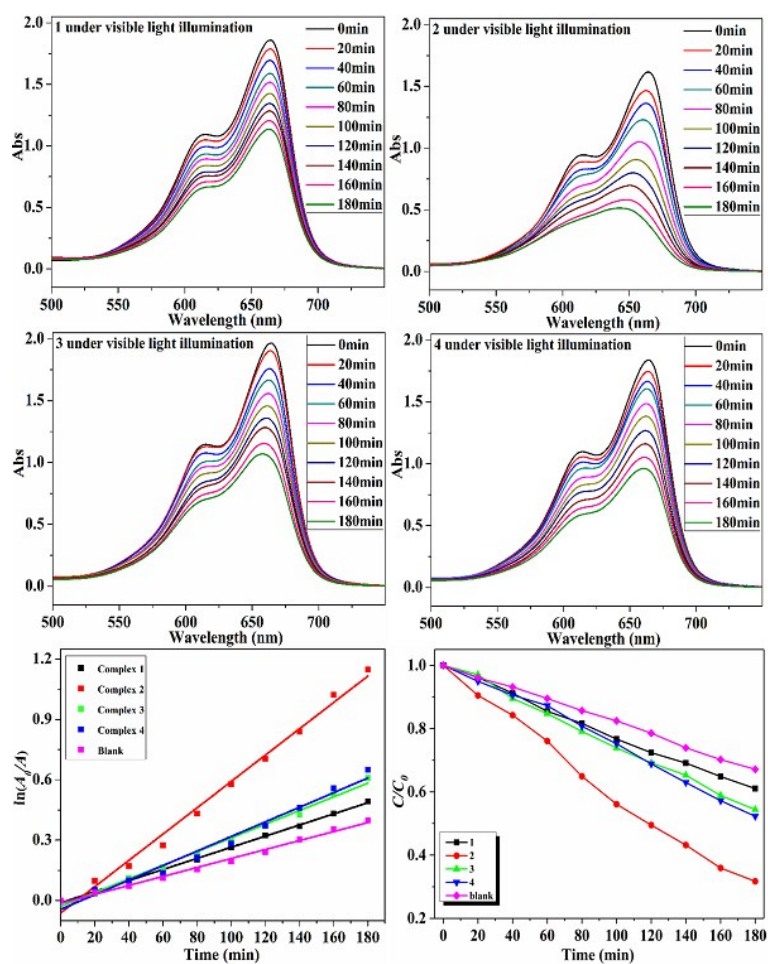 1 under visible light illumination
0min
20min
40min
60min
80min
100min
120min
140min
160min
180min
2.0
1.5
1.0
0.5
0.0
Abs
500
550
600
650
700
Wavelength (nm)
2 under visible light illumination
0min
20min
40min
60min
80min
100min
120min
140min
160min
180min
2.0
1.5
1.0
0.5
0.0
Abs
500
550
600
650
700
Wavelength (nm)
3 under visible light illumination
0min
20min
40min
60min
80min
100min
120min
140min
160min
180min
2.0
1.5
1.0
0.5
0.0
Abs
500
550
600
650
700
Wavelength (nm)
4 under visible light illumination
0min
20min
40min
60min
80min
100min
120min
140min
160min
180min
2.0
1.5
1.0
0.5
0.0
Abs
500
550
600
650
700
Wavelength (nm)
Complex 1
Complex 2
Complex 3
Complex 4
Blank
1.2
0.9
0.6
0.3
0.0
ln(A0/A)
0
20
40
60
80
100
120
140
160
180
Time (min)
1
2
3
4
blank
1.0
0.8
0.6
0.4
0.2
C/C0
0
20
40
60
80
100
120
140
160
180
Time (min)